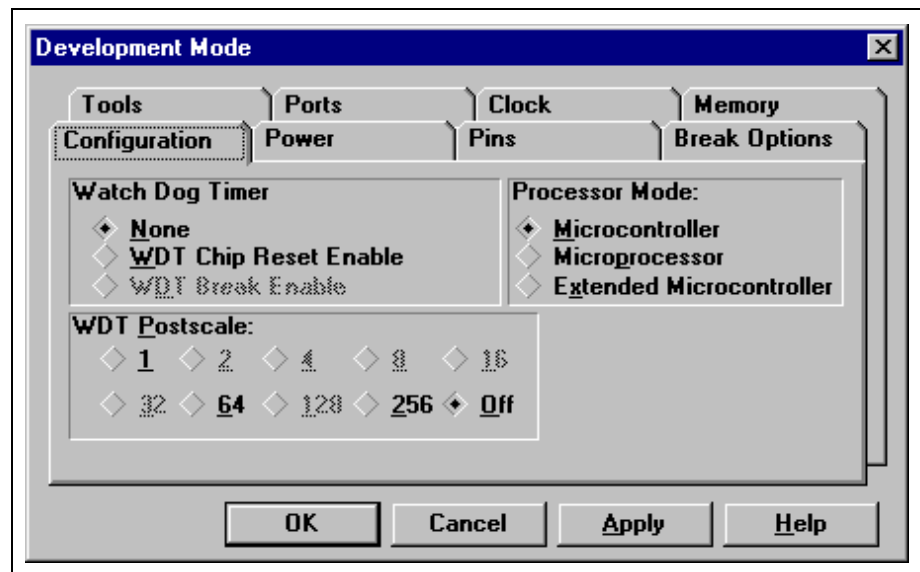 Development Mode
Tools Ports Clock Memory
Configuration Power Pins Break Options
Watch Dog Timer
None
WDT Chip Reset Enable
WDT Break Enable
Processor Mode:
Microcontroller
Microprocessor
Extended Microcontroller
WDT Postscale:
1 2 4 8 16
32 64 128 256 Off
OK Cancel Apply Help